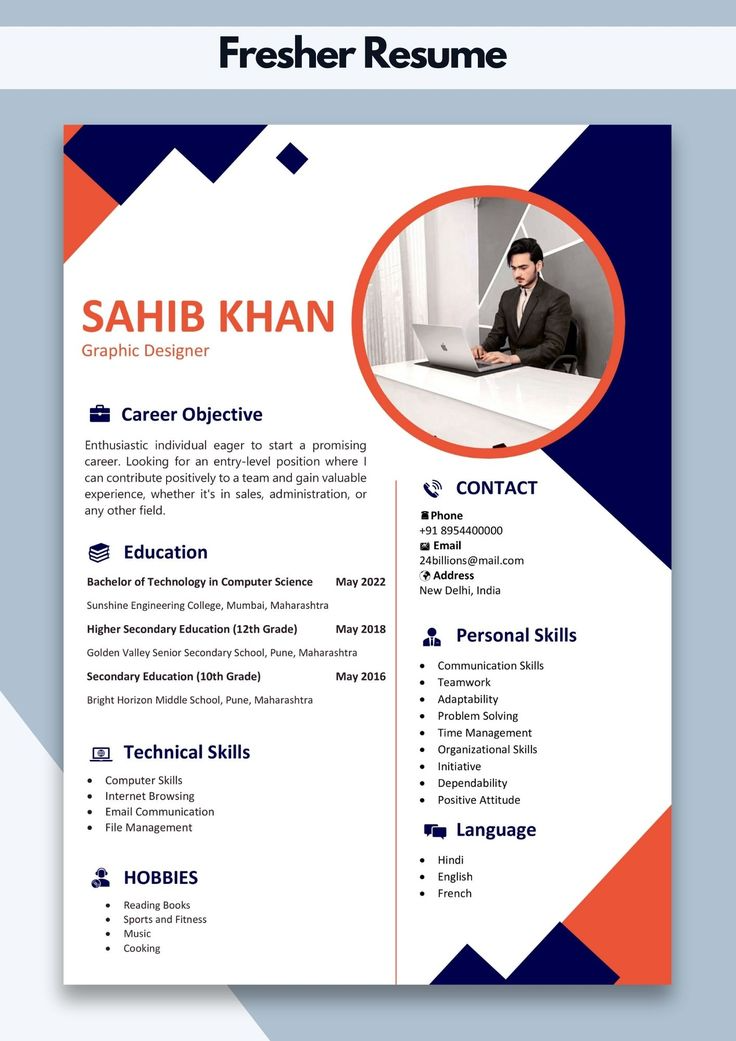 Fresher Resume
SAHIB KHAN
Graphic Designer
Career Objective
Enthusiastic individual eager to start a promising
career. Looking for an entry-level position where I
can contribute positively to a team and gain valuable
experience, whether it's in sales, administration, or
any other field.
Education
Bachelor of Technology in Computer Science May 2022
Sunshine Engineering College, Mumbai, Maharashtra
Higher Secondary Education (12th Grade) May 2018
Golden Valley Senior Secondary School, Pune, Maharashtra
Secondary Education (10th Grade) May 2016
Bright Horizon Middle School, Pune, Maharashtra
Technical Skills
• Computer Skills
• Internet Browsing
• Email Communication
• File Management
HOBBIES
• Reading Books
• Sports and Fitness
• Music
• Cooking
CONTACT
Phone
+91 8954400000
Email
24billions@mail.com
Address
New Delhi, India
Personal Skills
• Communication Skills
• Teamwork
• Adaptability
• Problem Solving
• Time Management
• Organizational Skills
• Initiative
• Dependability
• Positive Attitude
Language
• Hindi
• English
• French